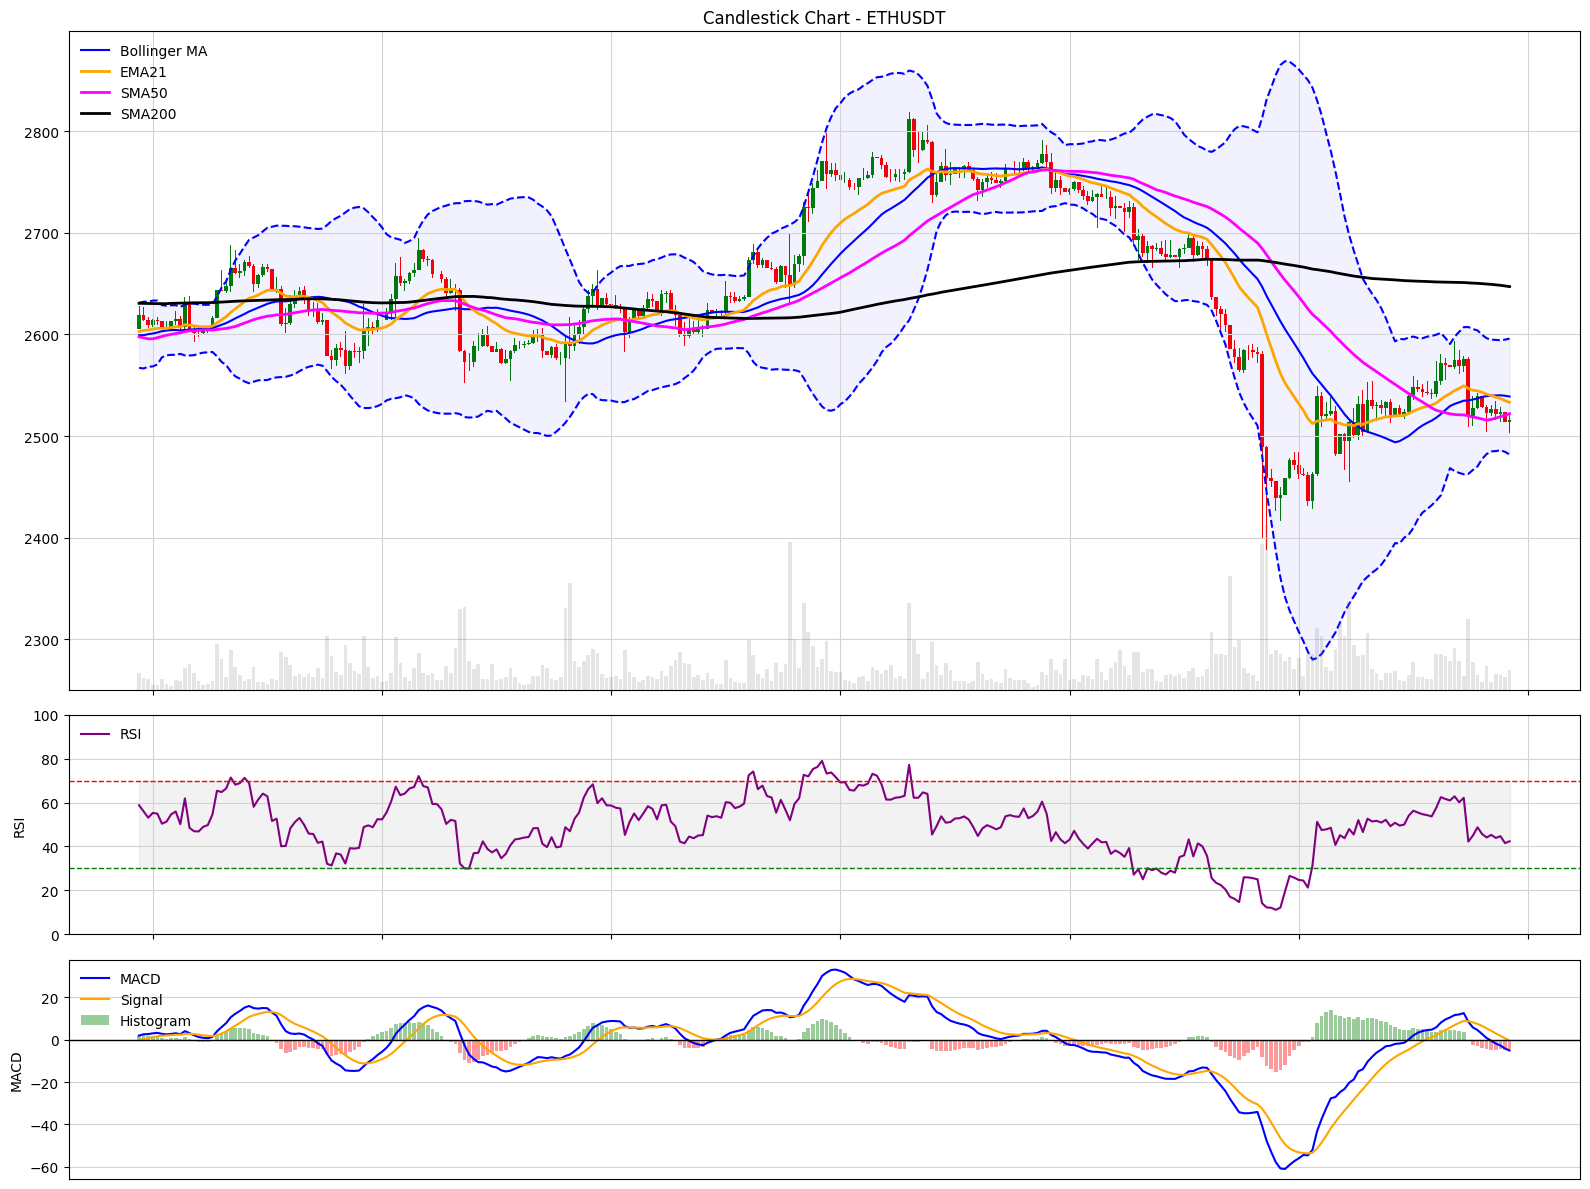 Candlestick Chart - ETHUSDT
Bollinger MA
EMA21
SMA50
SMA200
2800
2700
2600
2500
2400
2300
100
RSI
80
60
40
20
0
RSI
MACD
Signal
Histogram
20
0
−20
−40
−60
MACD